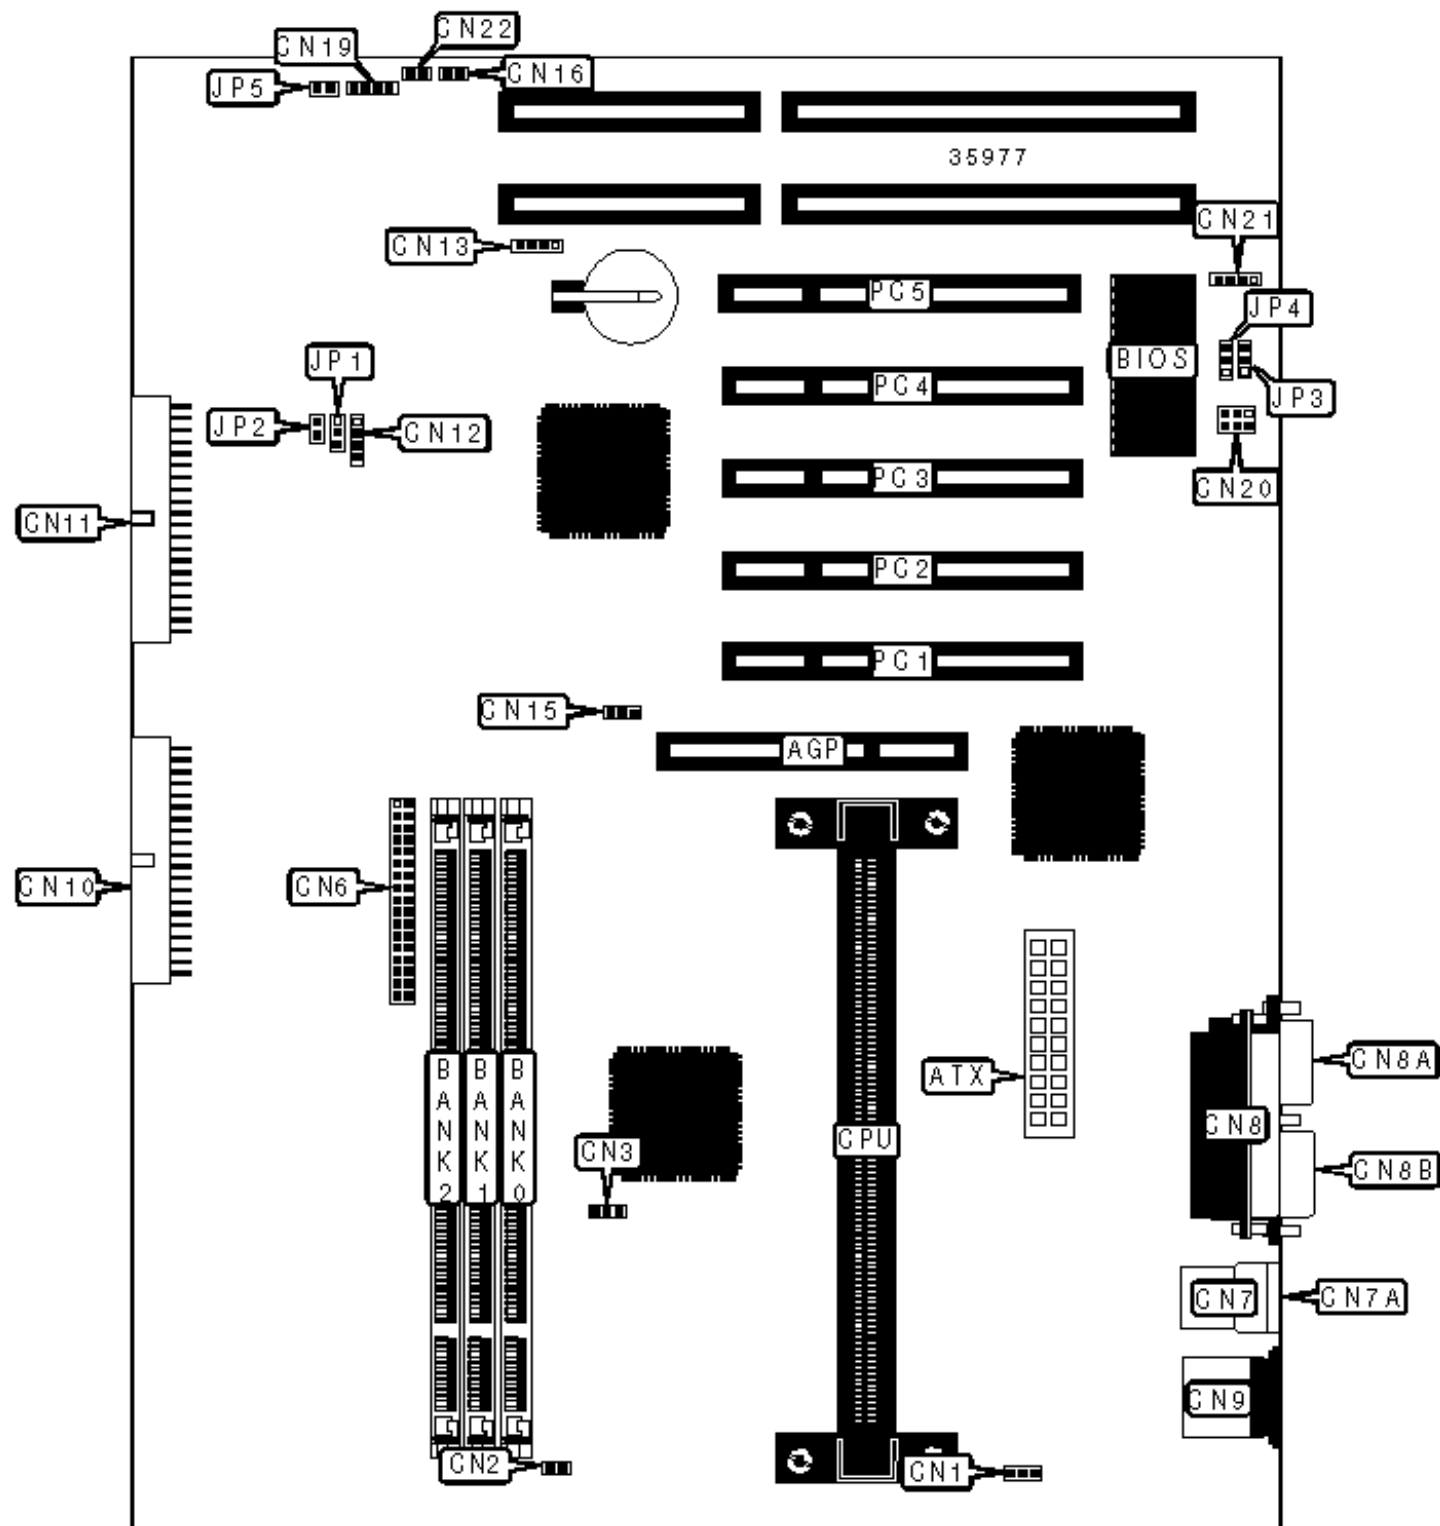 CN22
CN19
CN16
JP5
35977
CN21
CN13
PC5
JP4
JP1
BIOS
PC4
JP3
JP2
CN12
PC3
CN20
CN11
PC2
PC1
CN15
AGP
CN10
CN6
BANK2
BANK1
BANK0
ATX
CN8A
CN8
CPU
CN3
CN8B
CN7
CN7A
CN9
CN2
CN1